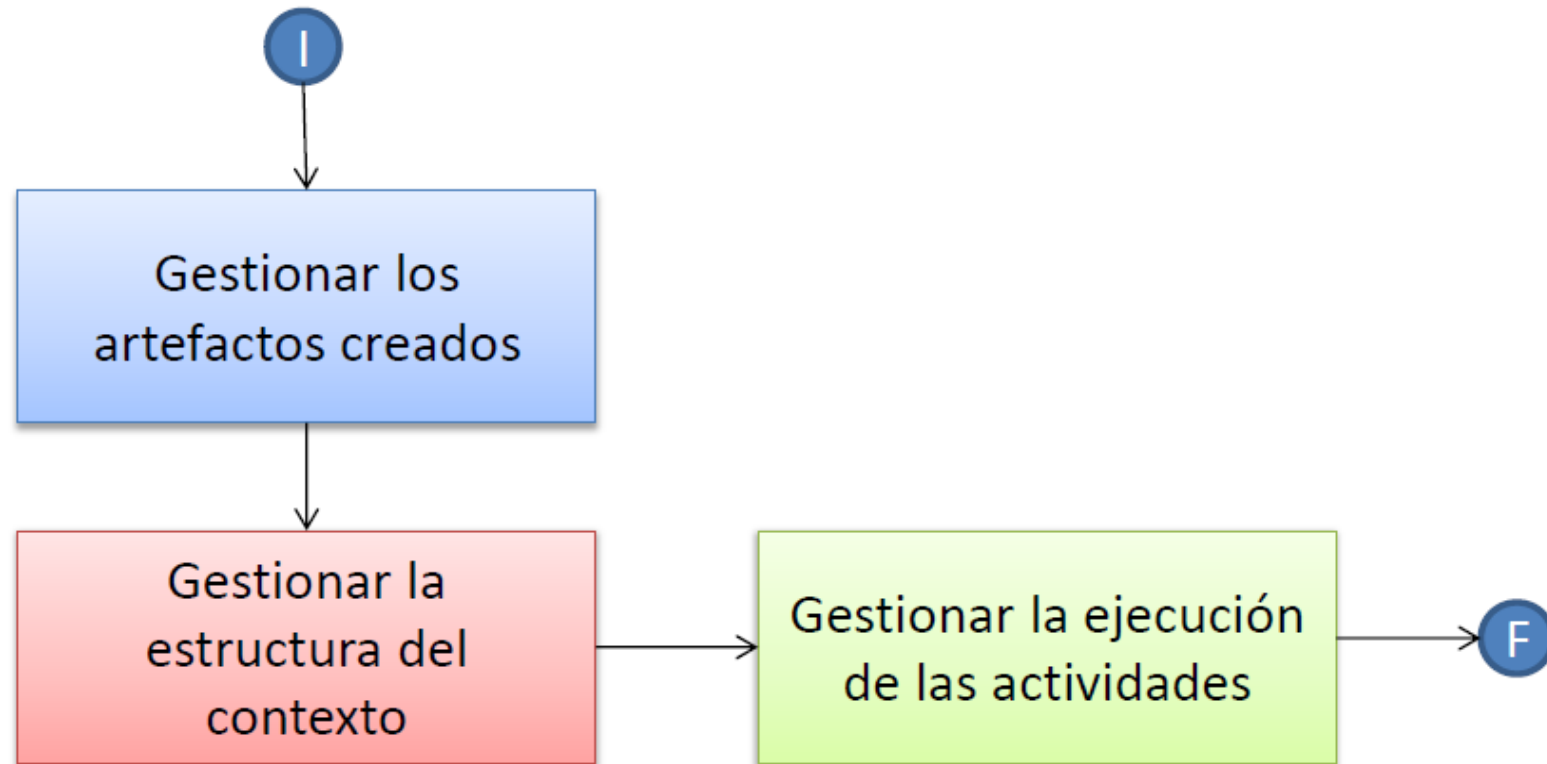 I
Gestionar los
artefactos creados
Gestionar la
estructura del
contexto
Gestionar la ejecución
de las actividades
F